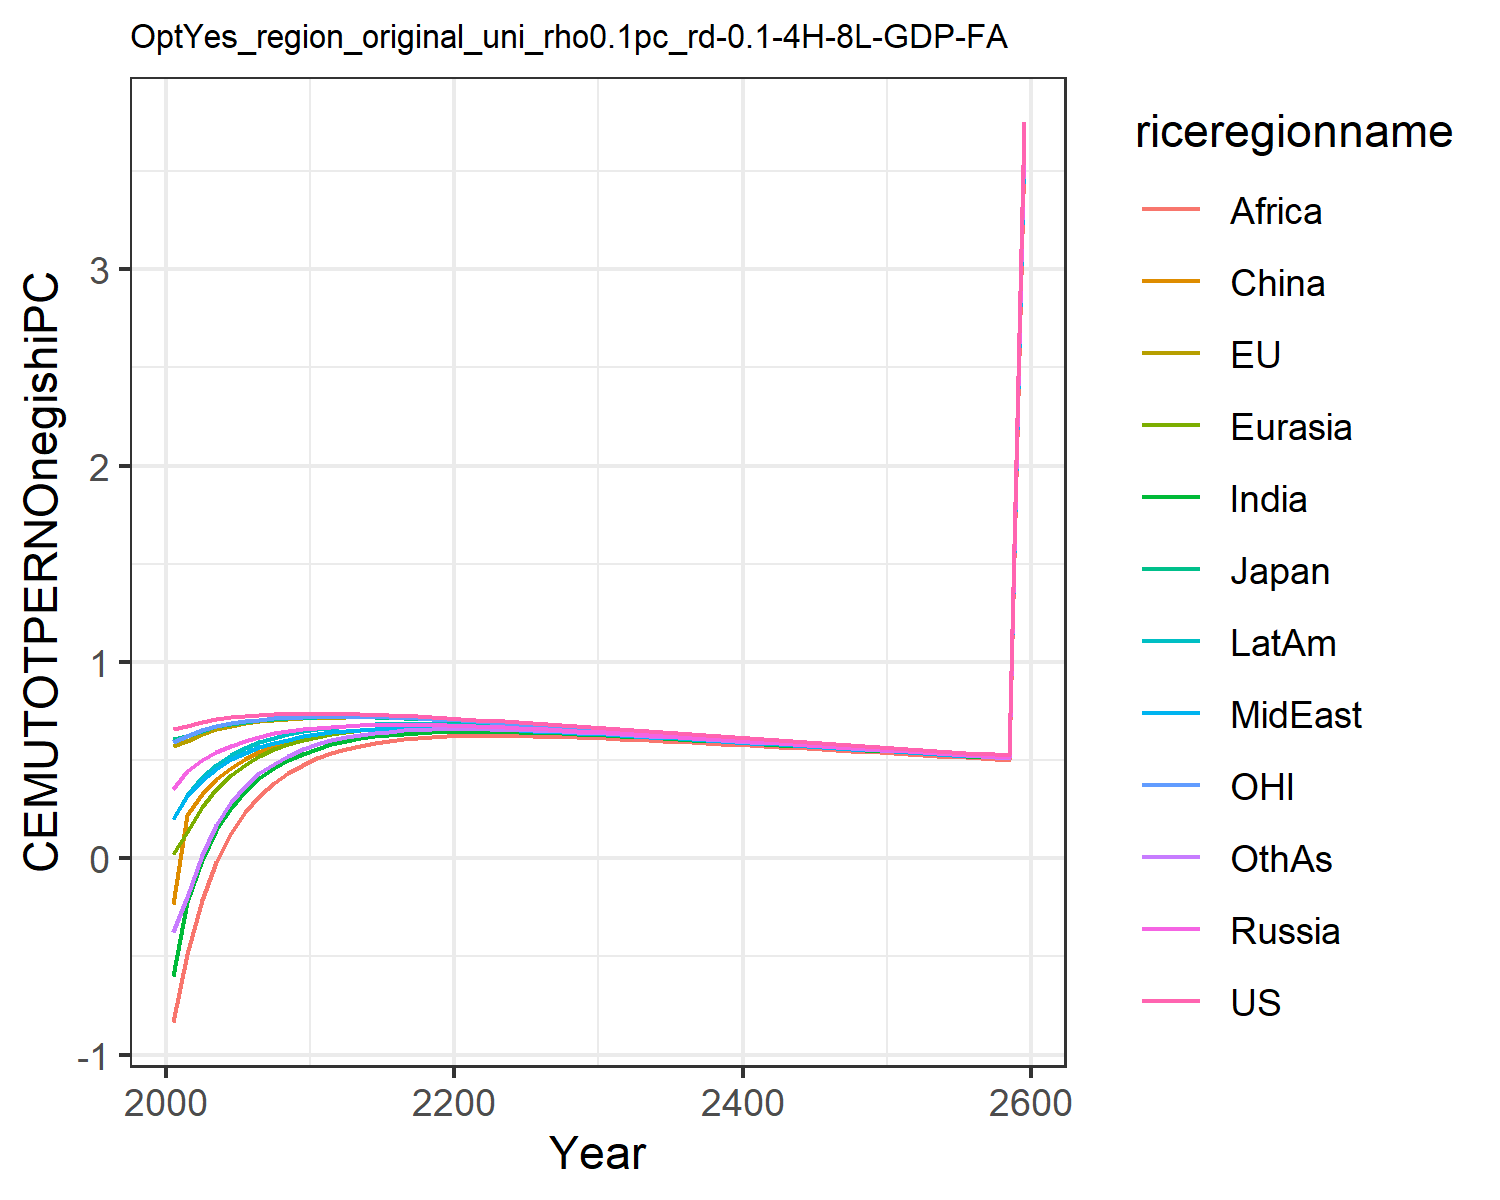 OptYes_region_original_uni_rho0.1pc_rd-0.1-4H-8L-GDP-FA
CEMUTOTPERNOnegishiPC
3
2
1
0
-1
2000
2200
2400
2600
Year
riceregionname
Africa
China
EU
Eurasia
India
Japan
LatAm
MidEast
OHI
OthAs
Russia
US